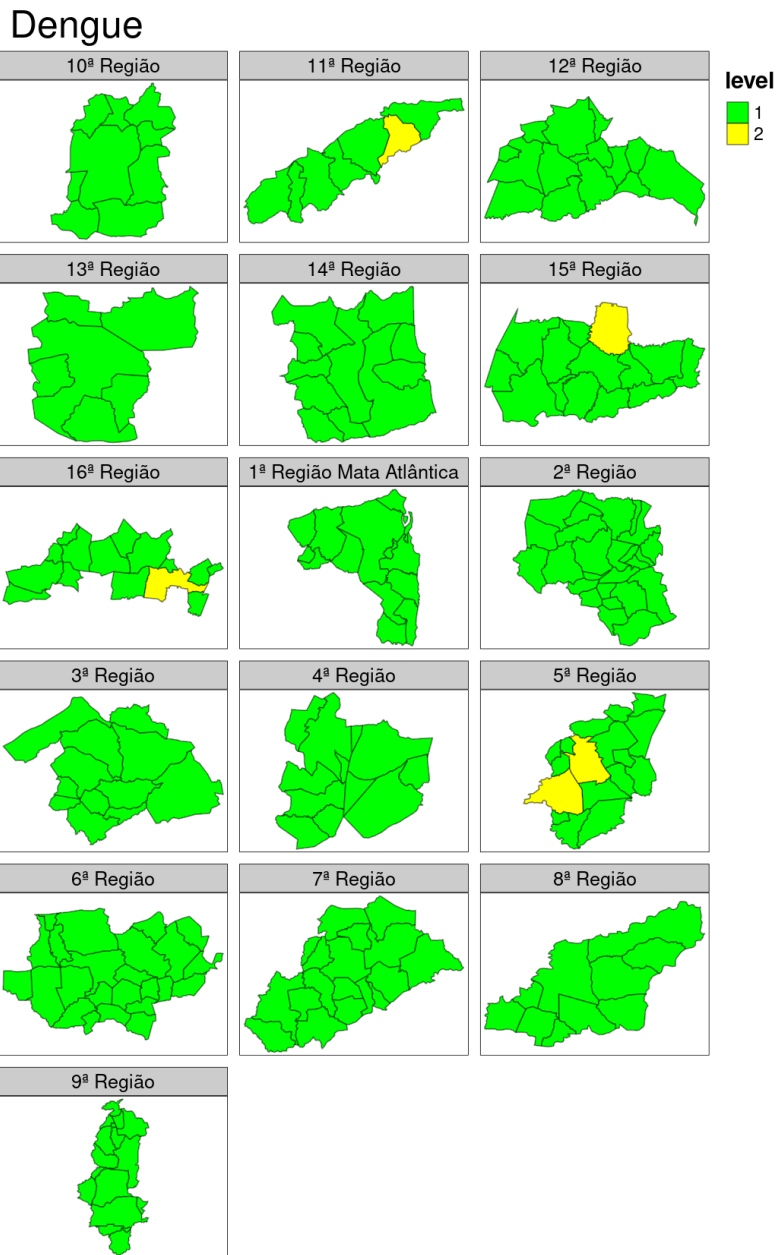 Dengue
10ª Região
11ª Região
12ª Região
level
1
2
13ª Região
14ª Região
15ª Região
16ª Região
1ª Região Mata Atlântica
2ª Região
3ª Região
4ª Região
5ª Região
6ª Região
7ª Região
8ª Região
9ª Região